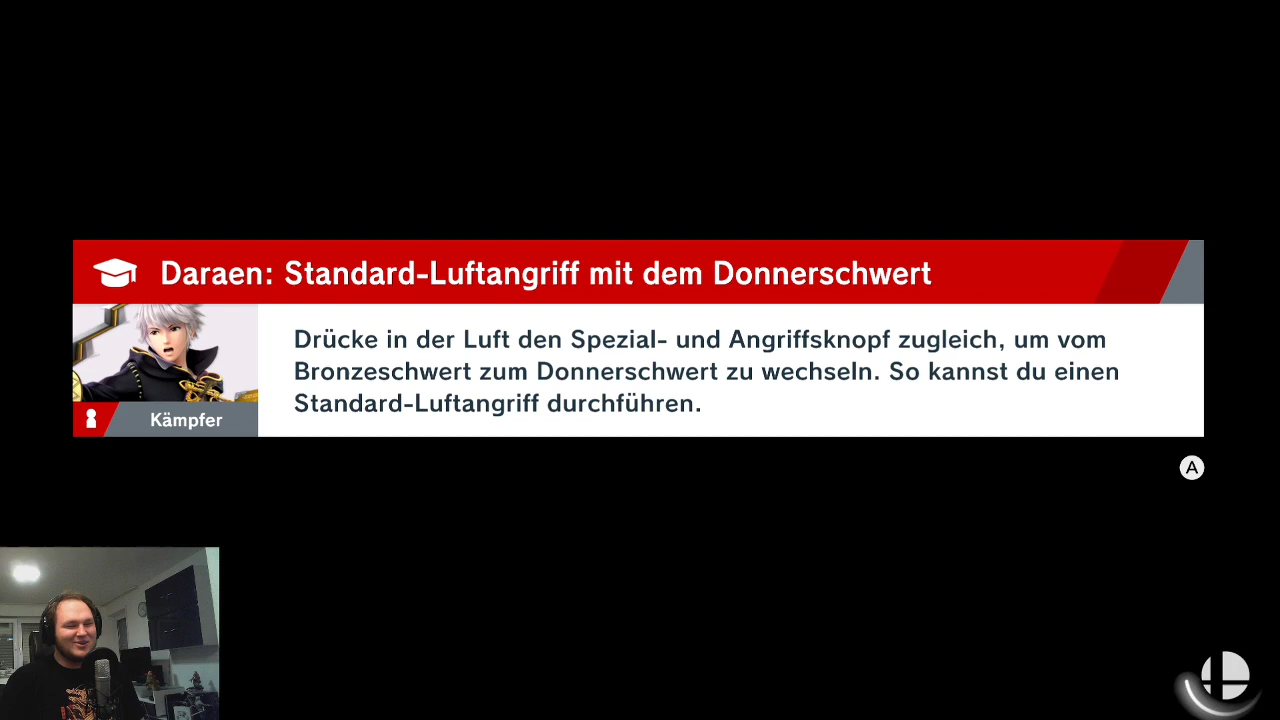 Daraen: Standard-Luftangriff mit dem Donnerschwert
Drücke in der Luft den Spezial- und Angriffsknopf zugleich, um vom
Bronzeschwert zum Donnerschwert zu wechseln. So kannst du einen
Standard-Luftangriff durchführen.
Kämpfer
A